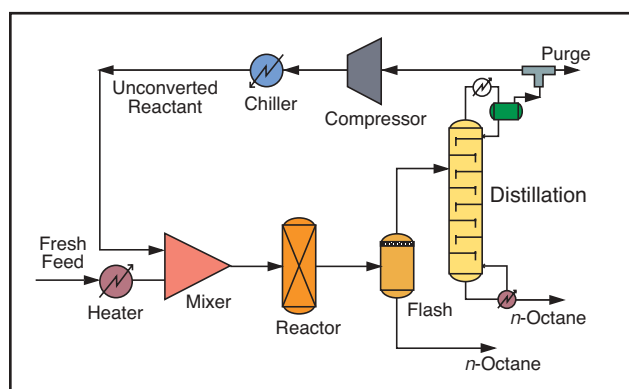 Purge
Unconverted
Reactant
Chiller
Compressor
Distillation
Fresh
Feed
Heater
Mixer
Reactor
Flash
n-Octane
n-Octane